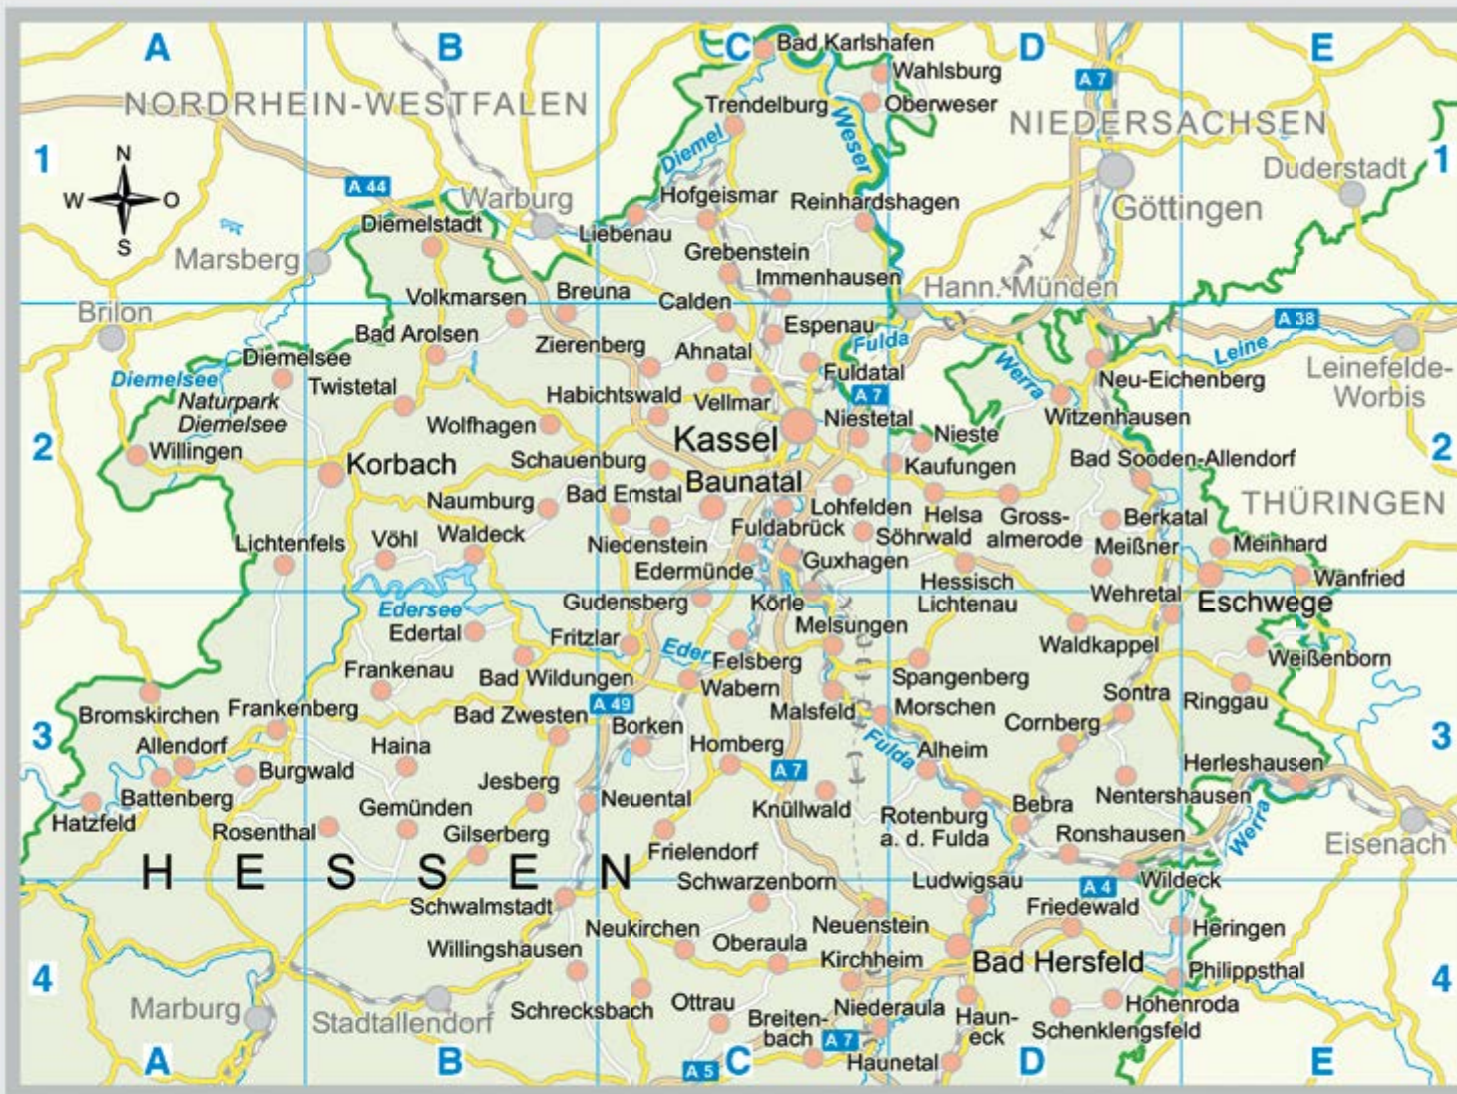 A
B
C
D
E
Bad Karlshafen
Wahlsburg
A 7
NORDRHEIN-WESTFALEN
Trendelburg
Oberweser
NIEDERSACHSEN
Weser
Diemel
1
N
W
O
S
1
Duderstadt
A 44
Warburg
Hofgeismar
Reinhardshagen
Göttingen
Diemelstadt
Liebenau
Marsberg
Grebenstein
Immenhausen
Hann. Münden
Volkmarsen
Breuna
Calden
Brilon
Bad Arolsen
Zierenberg
Espenau
Fulda
A 38
Leine
Diemelsee
Ahnatal
Werra
Leinefelde-
Worbis
Diemelsee
Twistetal
Naturpark
Diemelsee
Fuldatal
Neu-Eichenberg
Habichtswald
Vellmar
A 7
Witzenhausen
Wolfhagen
Kassel
Niestetal
Nieste
2
Willingen
Korbach
Schauenburg
Kaufungen
Bad Sooden-Allendorf
2
Naumburg
Bad Emstal
Baunatal
Lohfelden
THÜRINGEN
Helsa
Gross-
almerode
Berkatal
Lichtenfels
Vöhl
Waldeck
Fuldabrück
Söhrwald
Niedenstein
Meißner
Meinhard
Edermünde
Guxhagen
Hessisch
Lichtenau
Wanfried
Edersee
Gudensberg
Körle
Wehretal
Eschwege
Edertal
Fritzlar
Melsungen
Waldkappel
Eder
Felsberg
Weißenborn
Frankenau
Bad Wildungen
Wabern
Spangenberg
Bromskirchen
Frankenberg
Bad Zwesten
A 49
Malsfeld
Morschen
Sontra
Ringgau
Borken
Cornberg
3
Allendorf
Haina
Homberg
Fulda
Alheim
3
Burgwald
Jesberg
A 7
Herleshausen
Battenberg
Neuental
Knüllwald
Nentershausen
Hatzfeld
Gemünden
Rotenburg
a. d. Fulda
Bebra
Werra
Rosenthal
Gilserberg
Ronshausen
Eisenach
Frielendorf
HESSEN
Schwarzenborn
Ludwigsau
A 4
Wildeck
Schwalmstadt
Friedewald
Neukirchen
Neuenstein
Heringen
Willingshausen
Oberaula
Kirchheim
Bad Hersfeld
Philippsthal
4
4
Marburg
Stadtallendorf
Schrecksbach
Ottrau
Niederaula
Hohenroda
Breiten-
bach
Haun-
eck
Schenklengsfeld
A 7
Haunetal
A 5
A
B
C
D
E